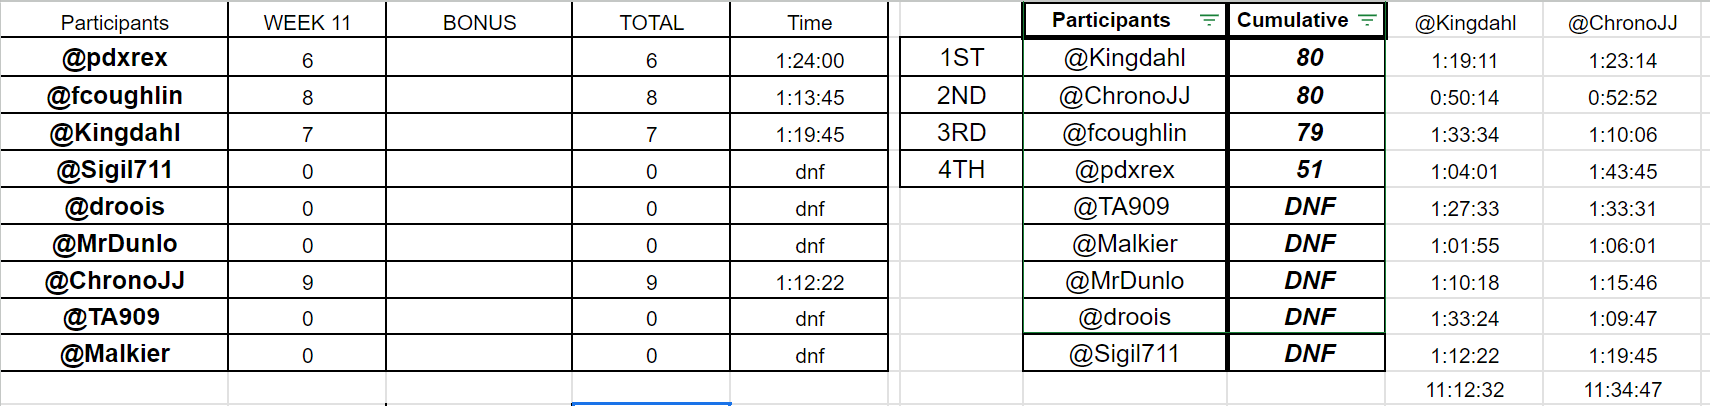 Participants WEEK 11 BONUS TOTAL Time Participants Cumulative @Kingdahl @ChronoJJ
@pdxrex 6 6 1:24:00 1ST @Kingdahl 80 1:19:11 1:23:14
@fcoughlin 8 8 1:13:45 2ND @ChronoJJ 80 0:50:14 0:52:52
@Kingdahl 7 7 1:19:45 3RD @fcoughlin 79 1:33:34 1:10:06
@Sigil711 0 0 dnf 4TH @pdxrex 51 1:04:01 1:43:45
@droois 0 0 dnf @TA909 DNF 1:27:33 1:33:31
@MrDunlo 0 0 dnf @Malkier DNF 1:01:55 1:06:01
@ChronoJJ 9 9 1:12:22 @MrDunlo DNF 1:10:18 1:15:46
@TA909 0 0 dnf @droois DNF 1:33:24 1:09:47
@Malkier 0 0 dnf @Sigil711 DNF 1:12:22 1:19:45
11:12:32 11:34:47